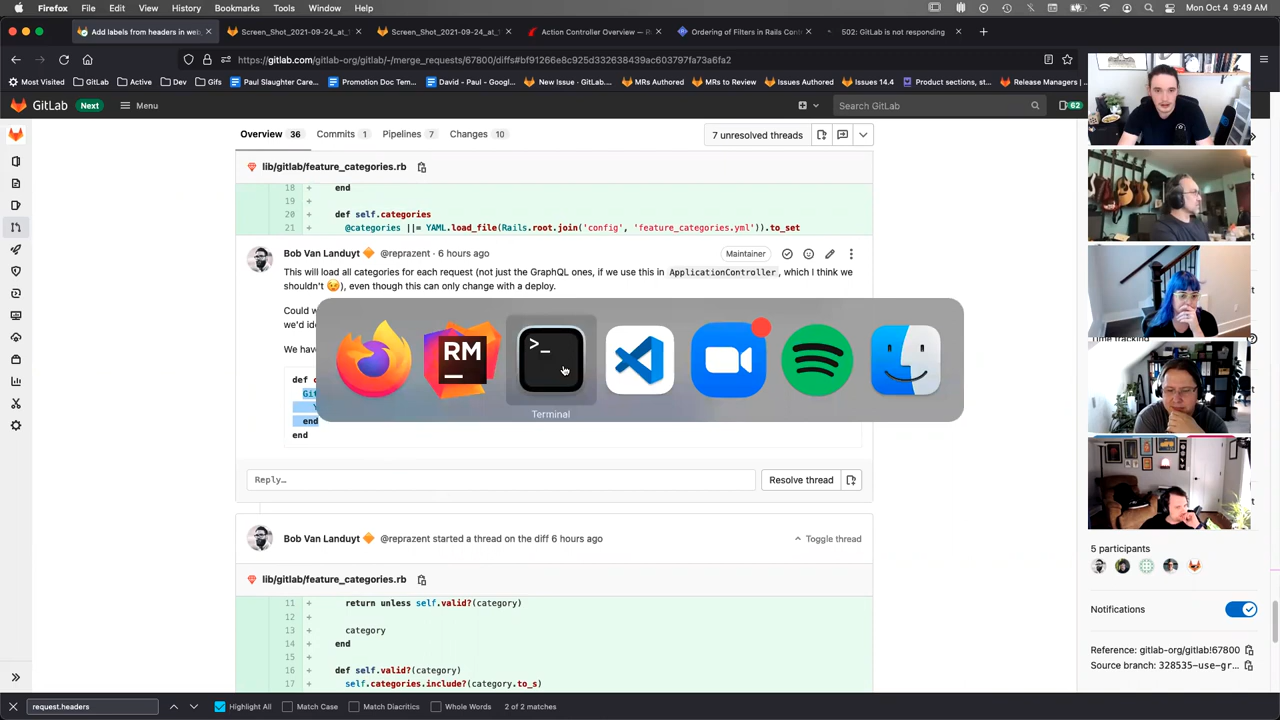 Firefox File Edit View History Bookmarks Tools Window Help
Mon Oct 4 9:49 AM
Add labels from headers in web
Screen_Shot_2021-09-24_at_
Screen_Shot_2021-09-24_at_
Action Controller Overview — R
Ordering of Filters in Rails Con
502: GitLab is not responding
https://gitlab.com/gitlab-org/gitlab/-/merge_requests/67800/diffs#bf91266e8c925d332638439ac603797fa73a6fa2
Most Visited GitLab Active Dev Gifs Paul Slaughter Care... Promotion Doc Tem... David – Paul – Googl... New Issue · GitLab MRs Authored MRs to Review Issues Authored Issues 14.4 Product sections, st... Release Managers |
GitLab Next Menu
Search GitLab
62
Overview 36 Commits 1 Pipelines 7 Changes 10
7 unresolved threads
lib/gitlab/feature_categories.rb
18 + end
19 +
20 + def self.categories
21 + @categories ||= YAML.load_file(Rails.root.join('config', 'feature_categories.yml')).to_set
Bob Van Landuyt @reprazent · 6 hours ago
Maintainer
This will load all categories for each request (not just the GraphQL ones, if we use this in ApplicationController, which I think we
shouldn't), even though this can only change with a deploy.
Could w
we'd id
We hav
def
Git
end
end
RM
>_
Terminal
Reply…
Resolve thread
Bob Van Landuyt @reprazent started a thread on the diff 6 hours ago
Toggle thread
lib/gitlab/feature_categories.rb
11 + return unless self.valid?(category)
12 +
13 + category
14 + end
15 +
16 + def self.valid?(category)
17 + self.categories.include?(category.to_s)
Time tracking
5 participants
Notifications
Reference: gitlab-org/gitlab!67800
Source branch: 328535-use-gr...
request.headers
Highlight All Match Case Match Diacritics Whole Words 2 of 2 matches